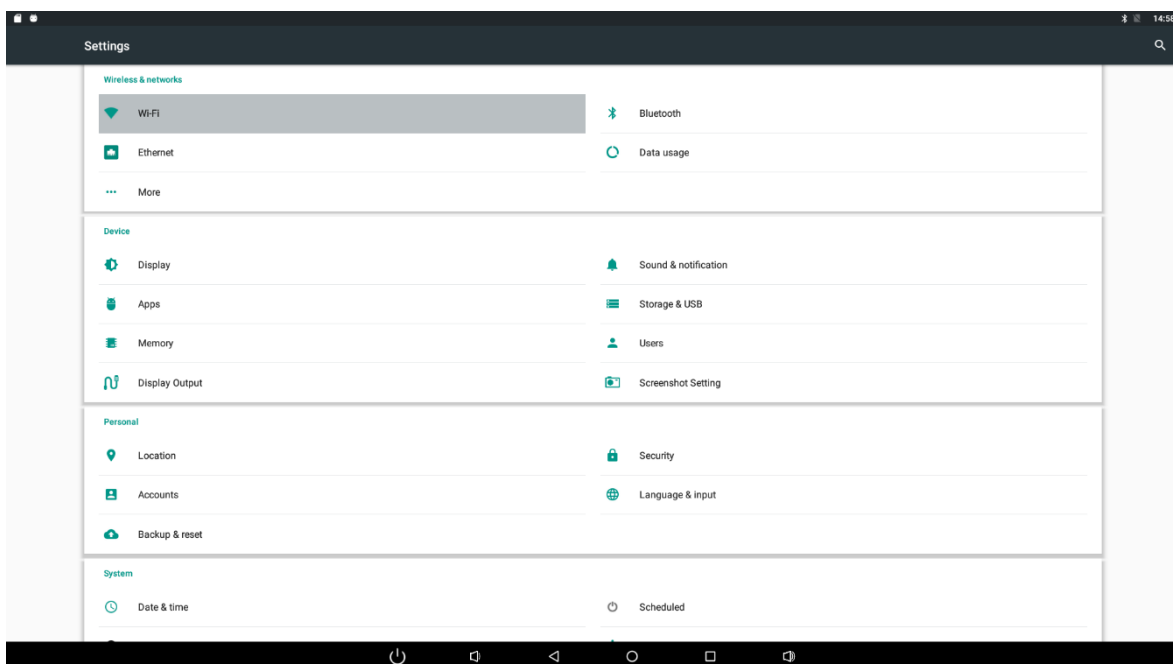 14:58
Settings
Wireless & networks
Wi-Fi
Bluetooth
Ethernet
Data usage
More
Device
Display
Sound & notification
Apps
Storage & USB
Memory
Users
Display Output
Screenshot Setting
Personal
Location
Security
Accounts
Language & input
Backup & reset
System
Date & time
Scheduled